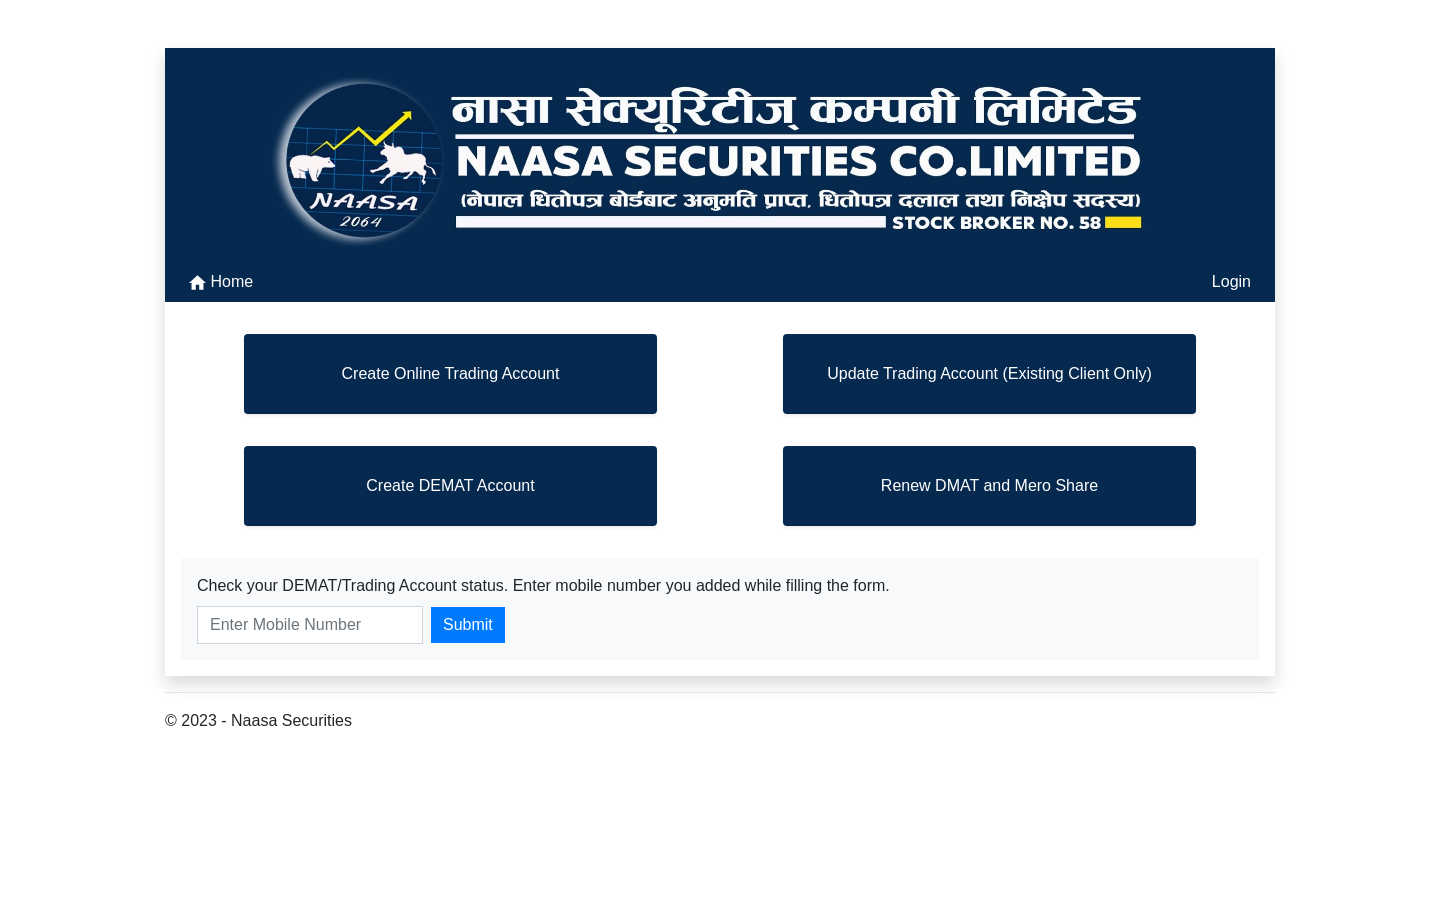 नासा सेक्यूरिटीज् कम्पनी लिमिटेड
NAASA SECURITIES CO.LIMITED
(नेपाल धितोपत्र बोर्डबाट अनुमति प्राप्त, धितोपत्र दलाल तथा निक्षेप सदस्य)
STOCK BROKER NO. 58
NAASA
2064
Home
Login
Create Online Trading Account
Update Trading Account (Existing Client Only)
Create DEMAT Account
Renew DMAT and Mero Share
Check your DEMAT/Trading Account status. Enter mobile number you added while filling the form.
Enter Mobile Number
Submit
© 2023 - Naasa Securities